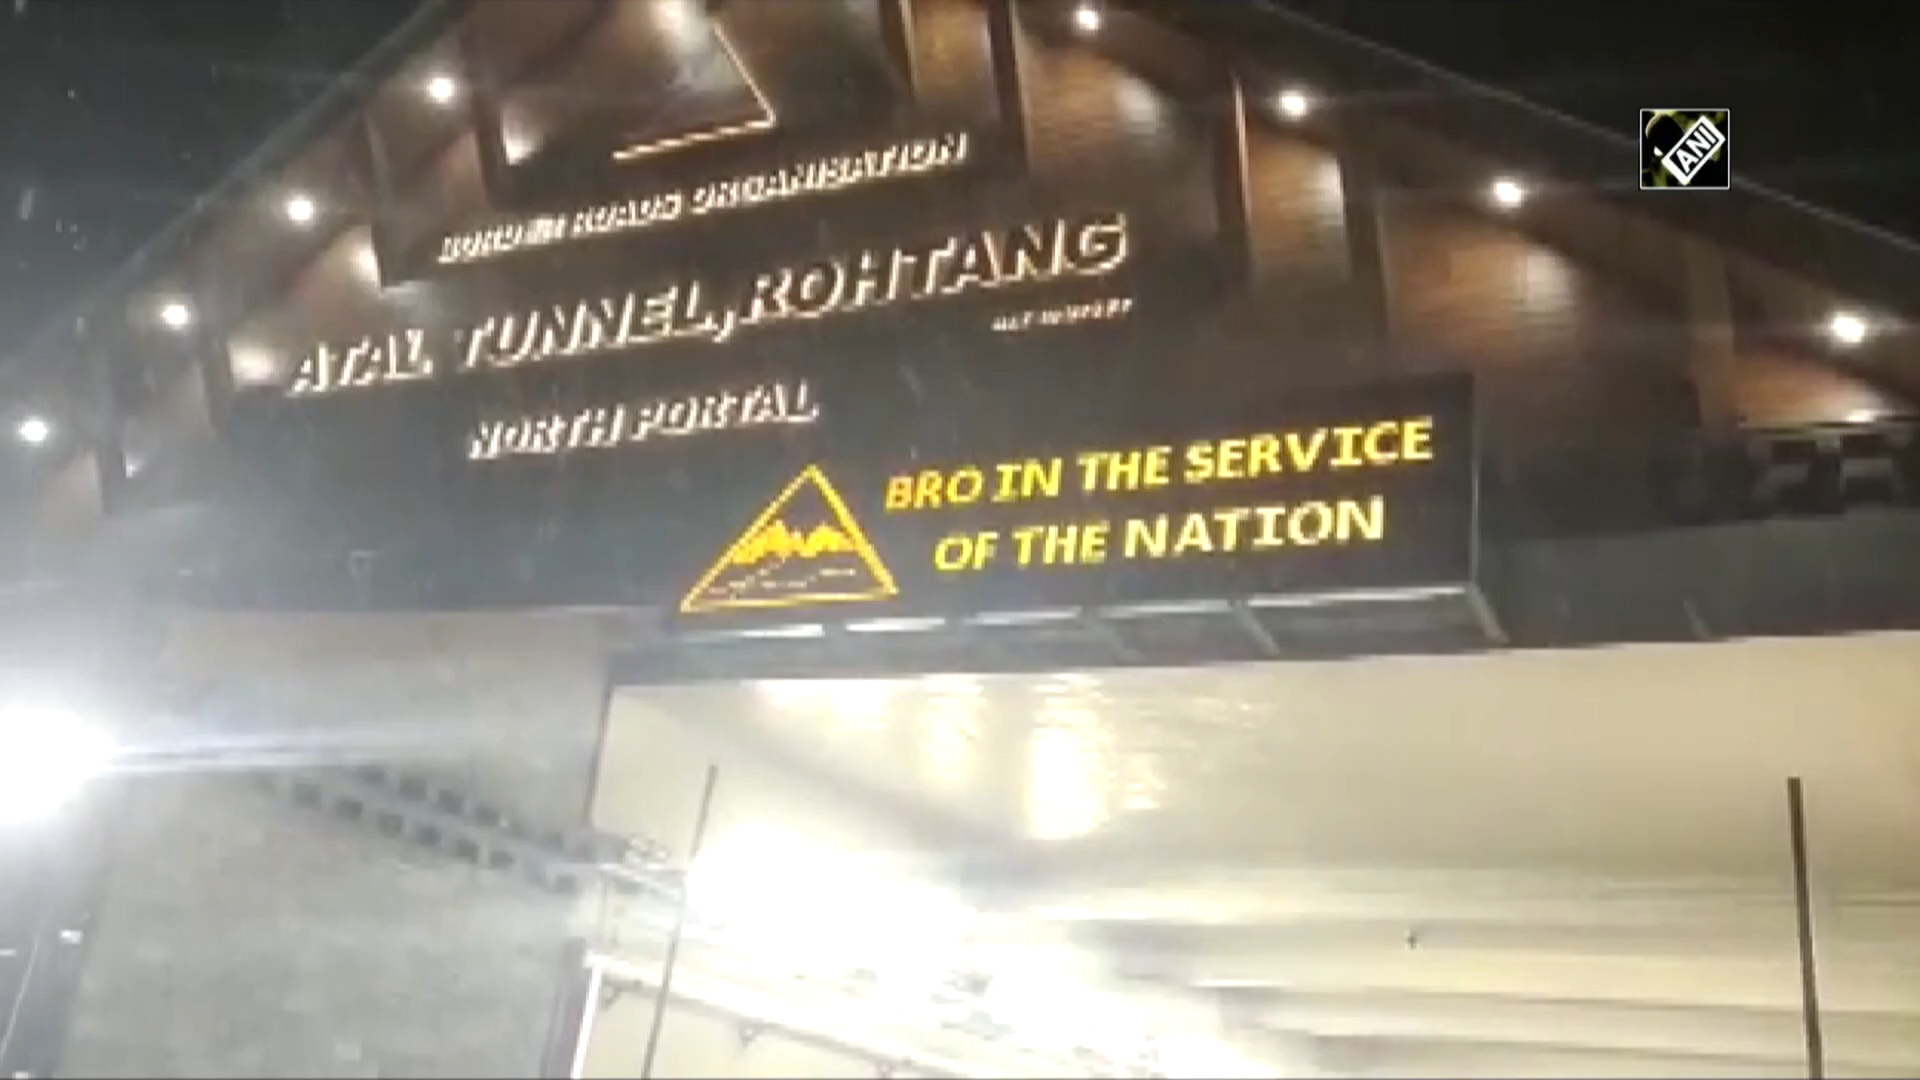 BORDER ROADS ORGANISATION
ATAL TUNNEL, ROHTANG
NORTH PORTAL
BRO IN THE SERVICE
OF THE NATION
ANI